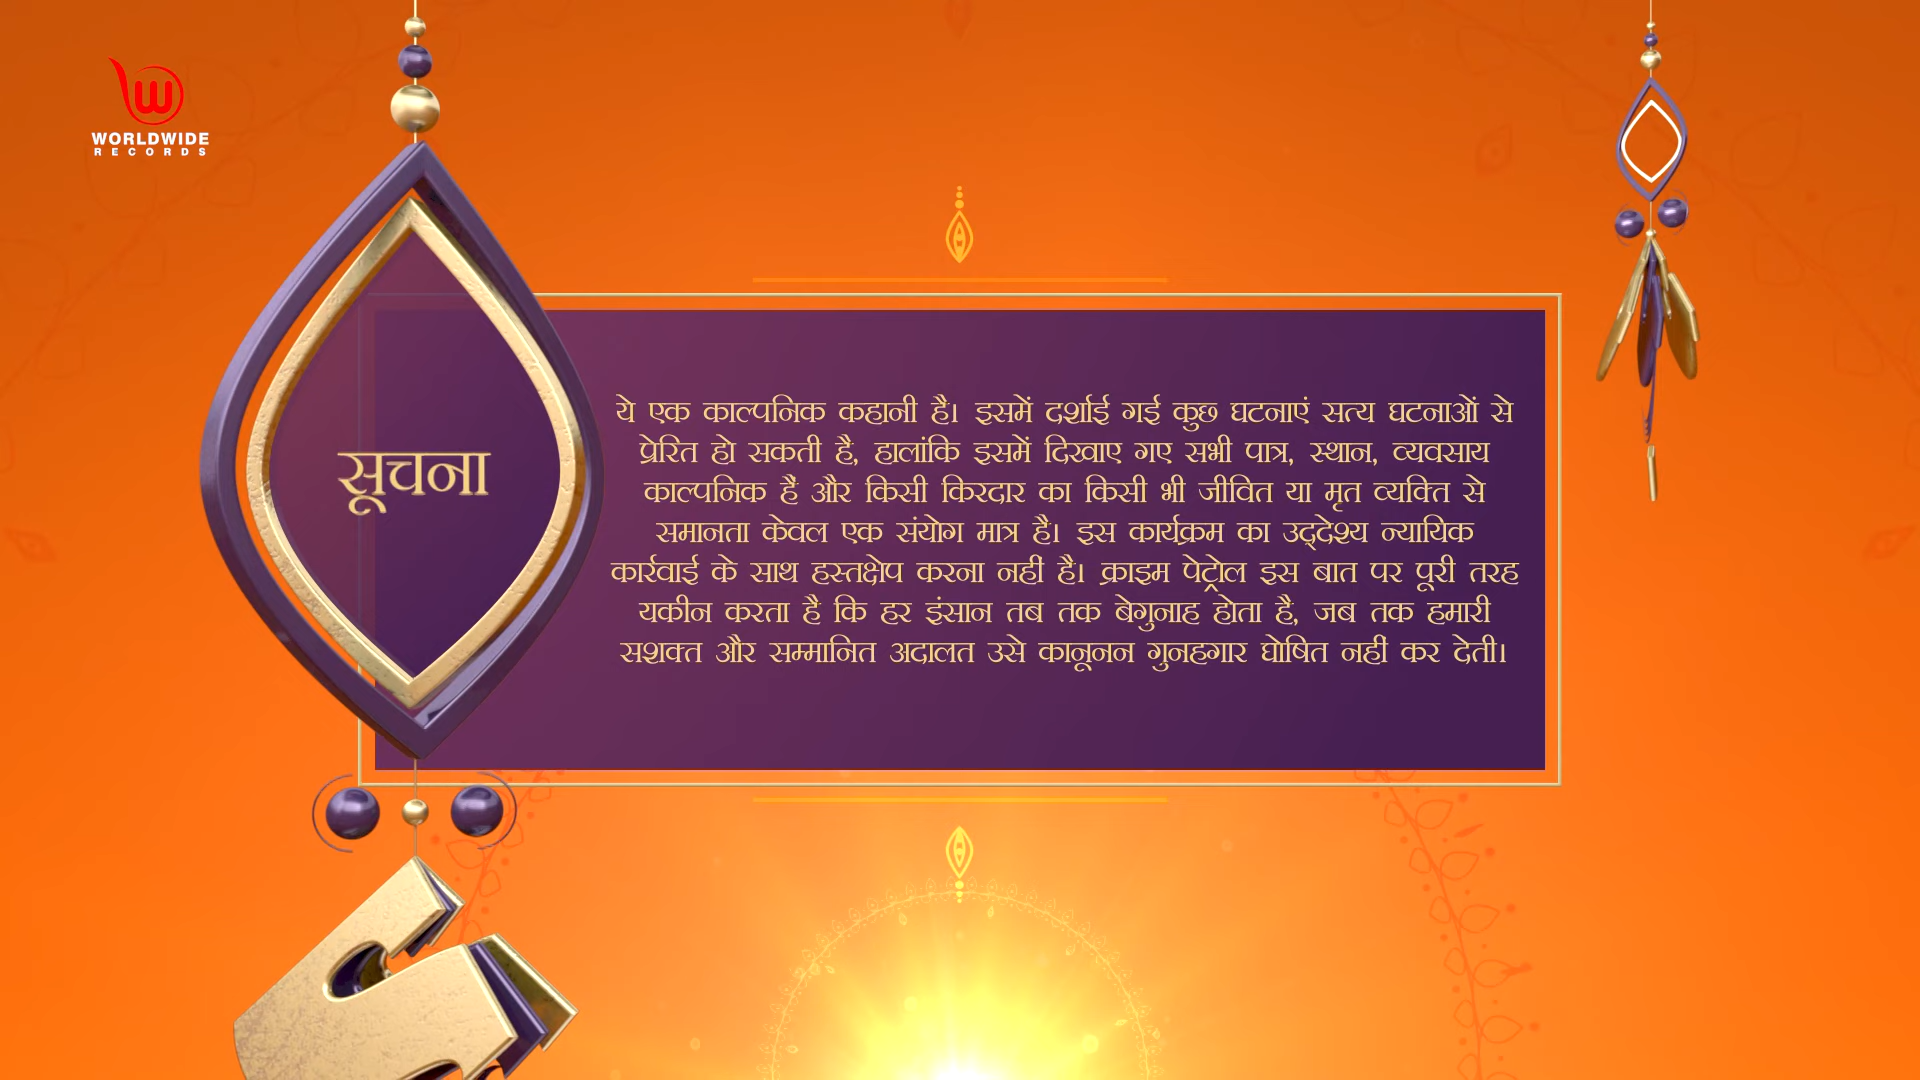 WORLDWIDE
RECORDS
सूचना
ये एक काल्पनिक कहानी है। इसमें दर्शाई गई कुछ घटनाएं सत्य घटनाओं से
प्रेरित हो सकती है, हालांकि इसमें दिखाए गए सभी पात्र, स्थान, व्यवसाय
काल्पनिक हैं और किसी किरदार का किसी भी जीवित या मृत व्यक्ति से
समानता केवल एक संयोग मात्र है। इस कार्यक्रम का उद्देश्य न्यायिक
कार्रवाई के साथ हस्तक्षेप करना नहीं है। क्राइम पेट्रोल इस बात पर पूरी तरह
यकीन करता है कि हर इंसान तब तक बेगुनाह होता है, जब तक हमारी
सशक्त और सम्मानित अदालत उसे कानूनन गुनहगार घोषित नहीं कर देती।